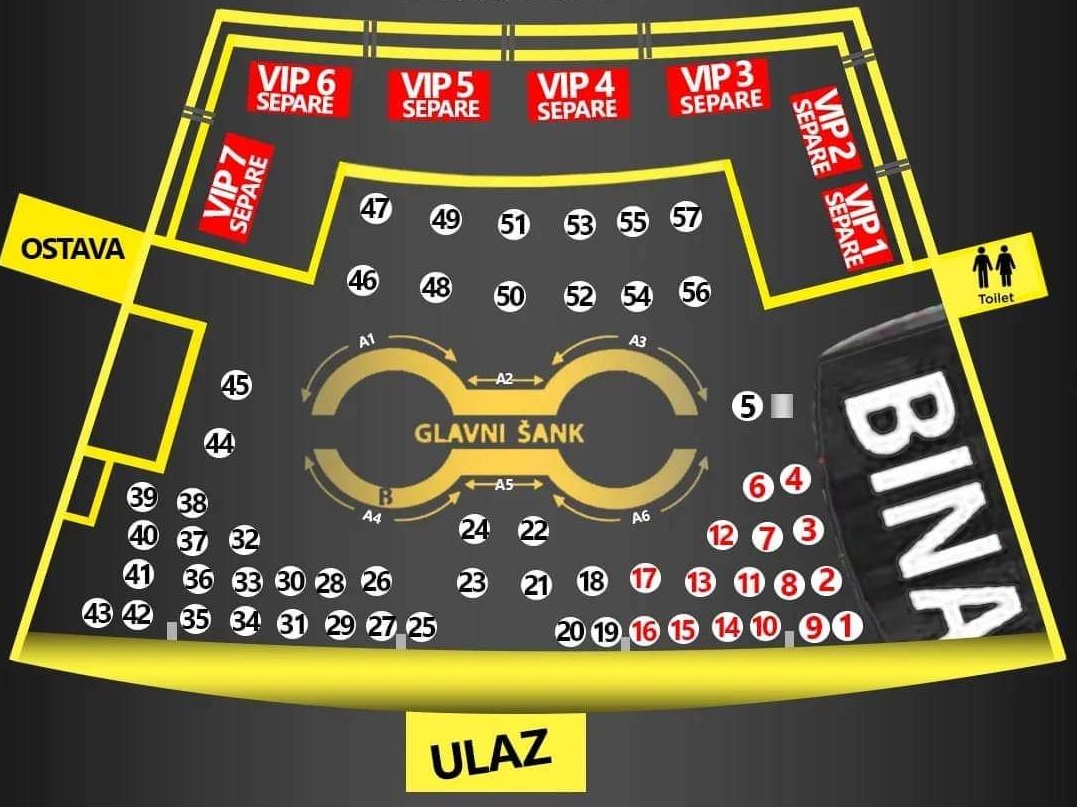 VIP 6
SEPARE
VIP 5
SEPARE
VIP 4
SEPARE
VIP 3
SEPARE
VIP 2
SEPARE
VIP 7
SEPARE
VIP 1
SEPARE
OSTAVA
Toilet
47 49 51 53 55 57
46 48 50 52 54 56
A1 A3
A2
45
5
GLAVNI ŠANK
44
BINA
B
A5
A4 A6
6 4
39 38
24 22
12 7 3
40 37 32
41 36 33 30 28 26 23 21 18 17 13 11 8 2
43 42 35 34 31 29 27 25 20 19 16 15 14 10 9 1
ULAZ